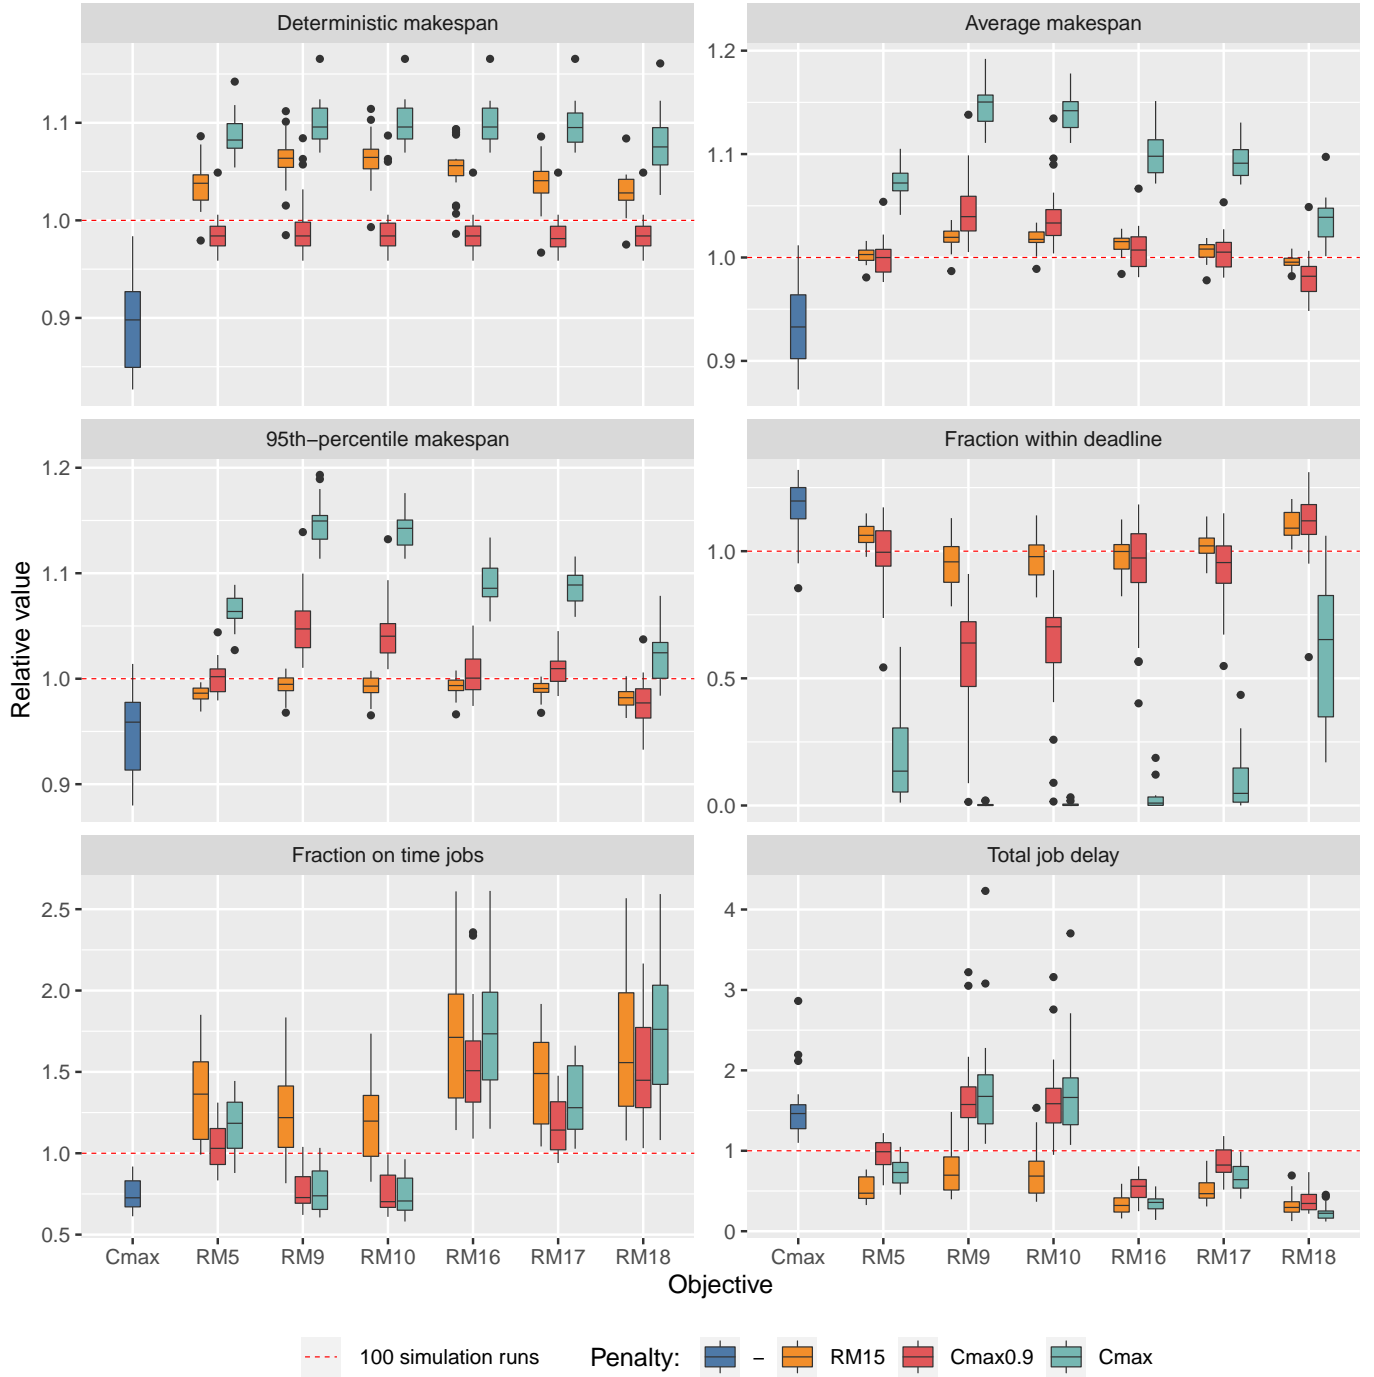 Deterministic makespan
Average makespan
1.1
1.0
0.9
1.2
1.1
1.0
0.9
95th−percentile makespan
Fraction within deadline
1.2
1.1
1.0
0.9
1.0
0.5
0.0
Relative value
Fraction on time jobs
Total job delay
2.5
2.0
1.5
1.0
0.5
4
3
2
1
0
Cmax RM5 RM9 RM10 RM16 RM17 RM18
Cmax RM5 RM9 RM10 RM16 RM17 RM18
Objective
100 simulation runs Penalty: − RM15 Cmax0.9 Cmax